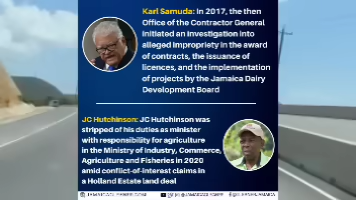 Karl Samuda: In 2017, the then
Office of the Contractor General
initiated an investigation into
alleged impropriety in the award
of contracts, the issuance of
licences, and the implementation
of projects by the Jamaica Dairy
Development Board
JC Hutchinson: JC Hutchinson was
stripped of his duties as minister
with responsibility for agriculture
in the Ministry of Industry, Commerce,
Agriculture and Fisheries in 2020
amid conflict-of-interest claims in
a Holland Estate land deal